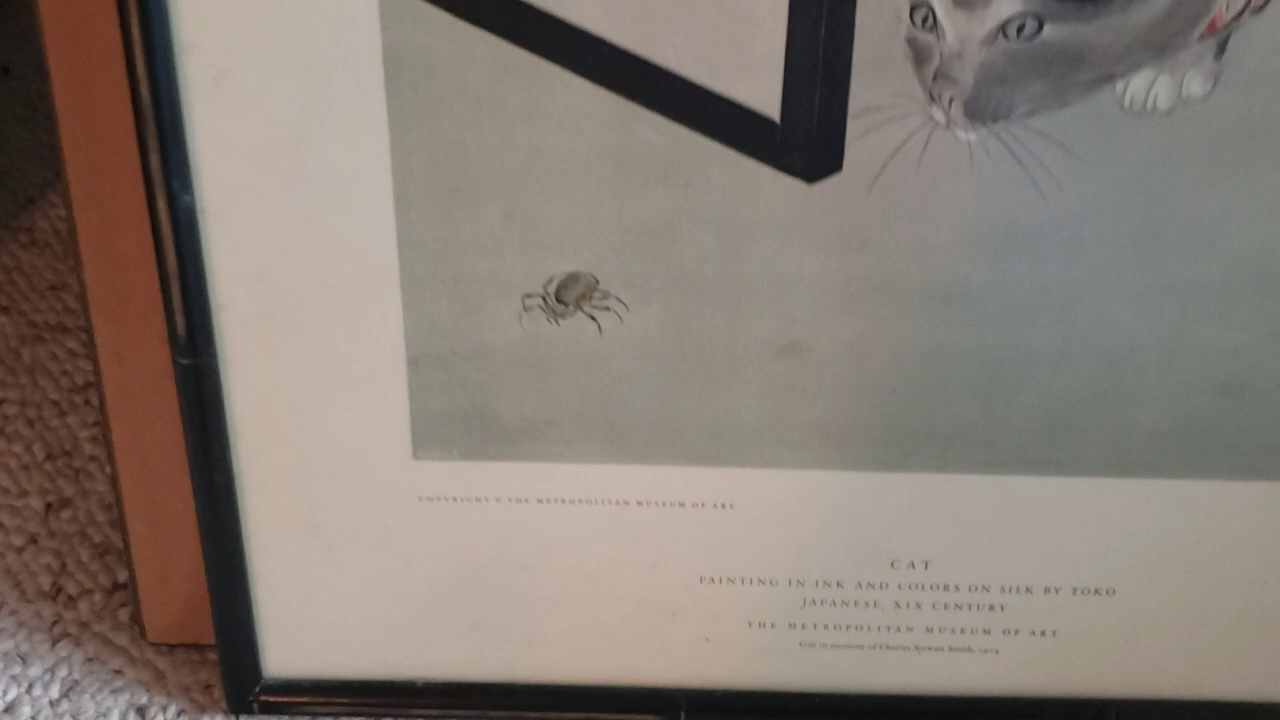 COPYRIGHT © THE METROPOLITAN MUSEUM OF ART
CAT
PAINTING IN INK AND COLORS ON SILK BY TOKO
JAPANESE, XIX CENTURY
THE METROPOLITAN MUSEUM OF ART
Gift in memory of Charles Stewart Smith, 1914